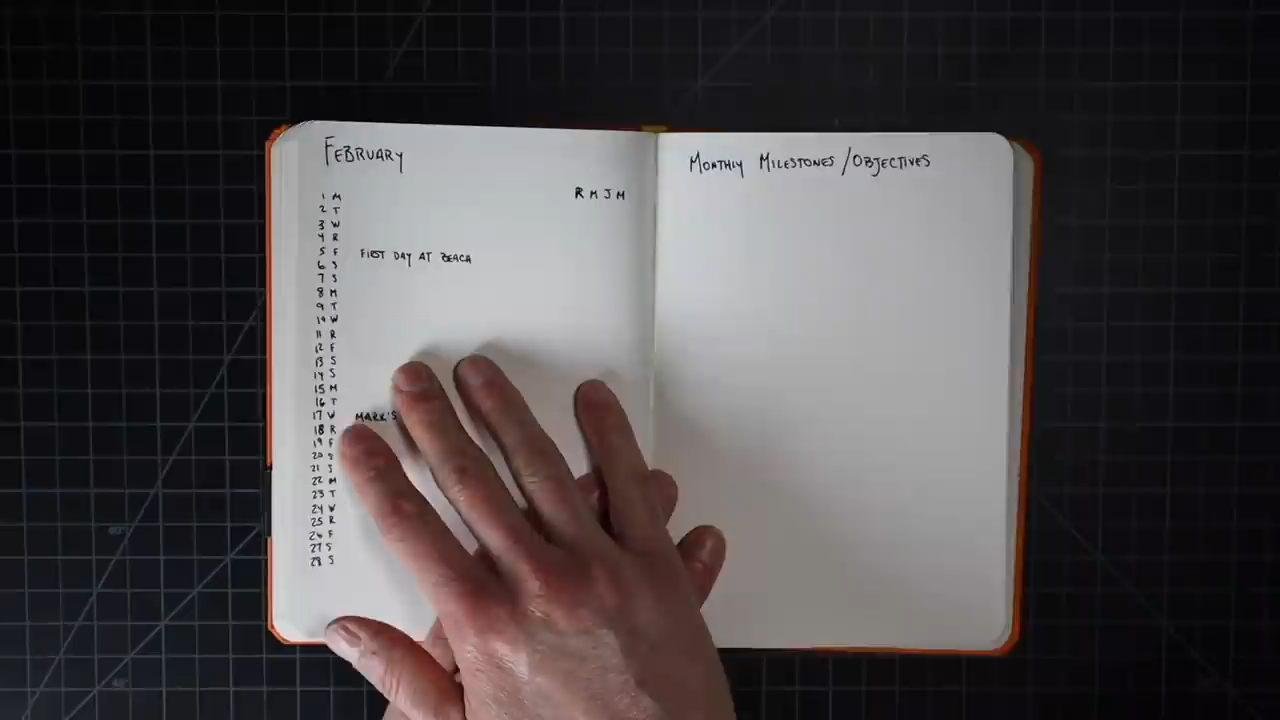 FEBRUARY
R M J M
1 M
2 T
3 W
4 R
5 F FIRST DAY AT BEACH
6 S
7 S
8 M
9 T
10 W
11 R
12 F
13 S
14 S
15 M
16 T
17 W MARK'S
18 R
19 F
20 S
21 S
22 M
23 T
24 W
25 R
26 F
27 S
28 S
MONTHLY MILESTONES/OBJECTIVES